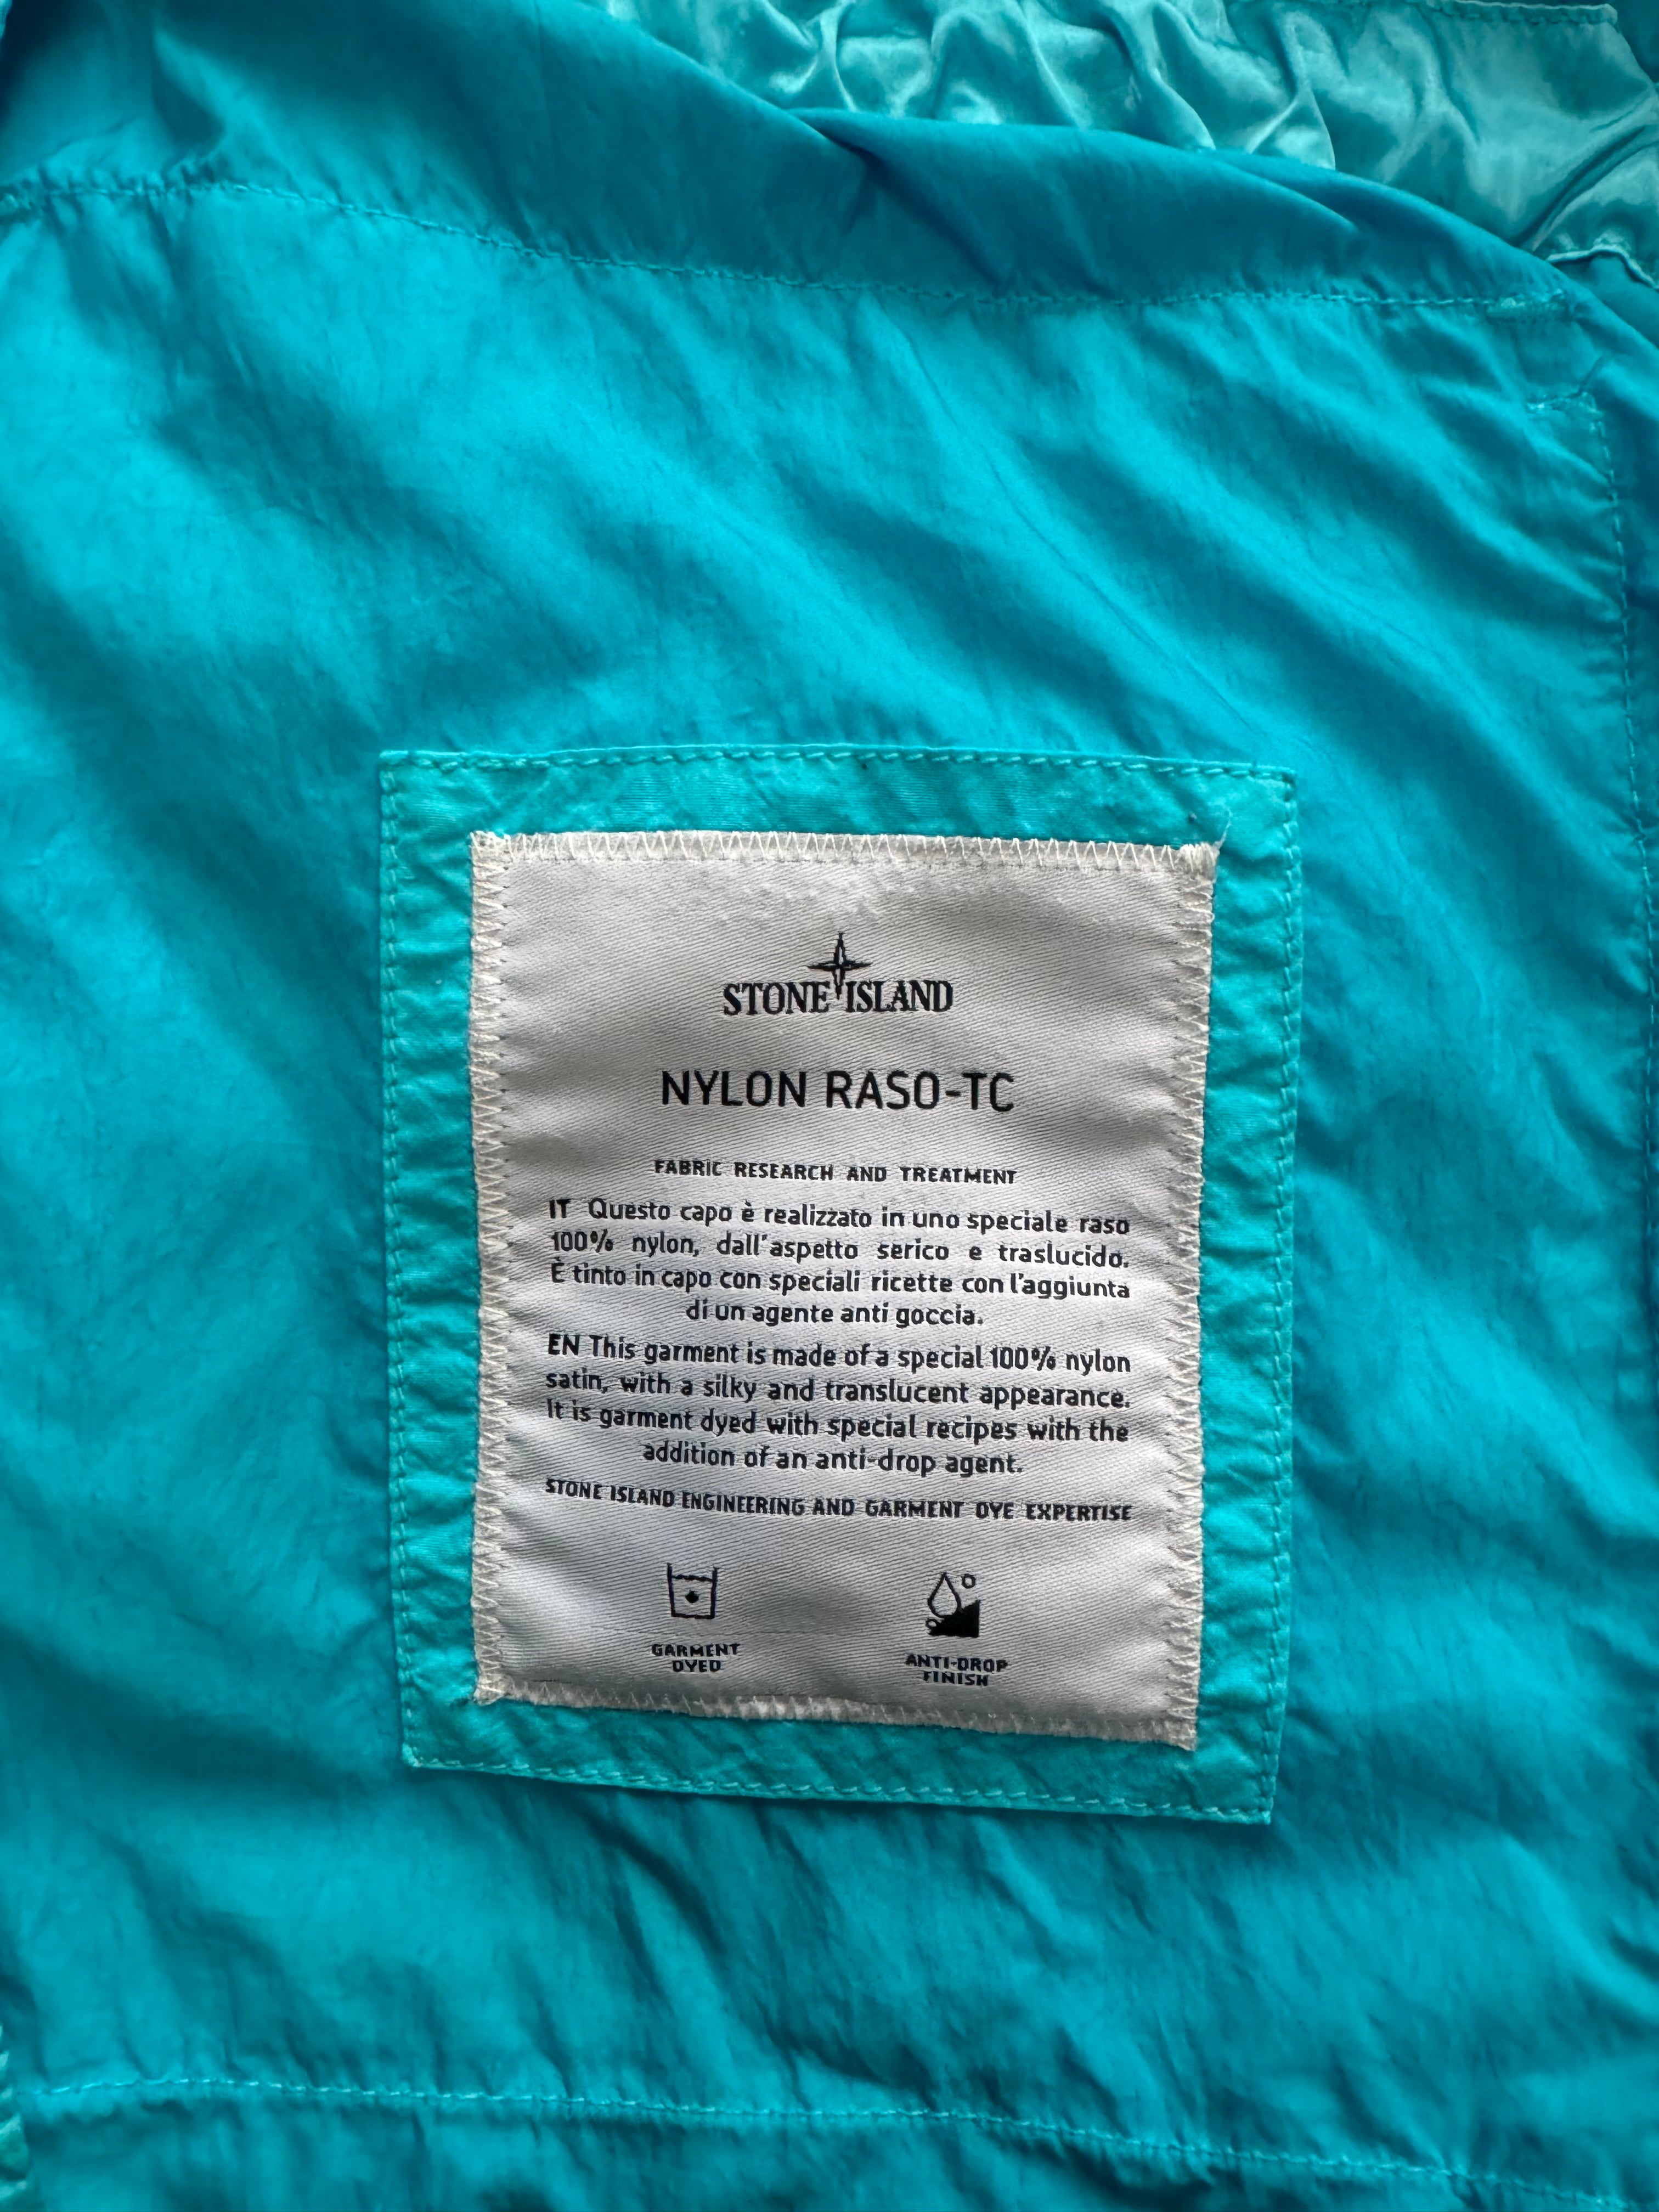 STONE ISLAND
NYLON RASO-TC
FABRIC RESEARCH AND TREATMENT
IT Questo capo è realizzato in uno speciale raso
100% nylon, dall'aspetto serico e traslucido.
È tinto in capo con speciali ricette con l'aggiunta
di un agente anti goccia.
EN This garment is made of a special 100% nylon
satin, with a silky and translucent appearance.
It is garment dyed with special recipes with the
addition of an anti-drop agent.
STONE ISLAND ENGINEERING AND GARMENT DYE EXPERTISE
GARMENT ANTI-DROP
DYED FINISH